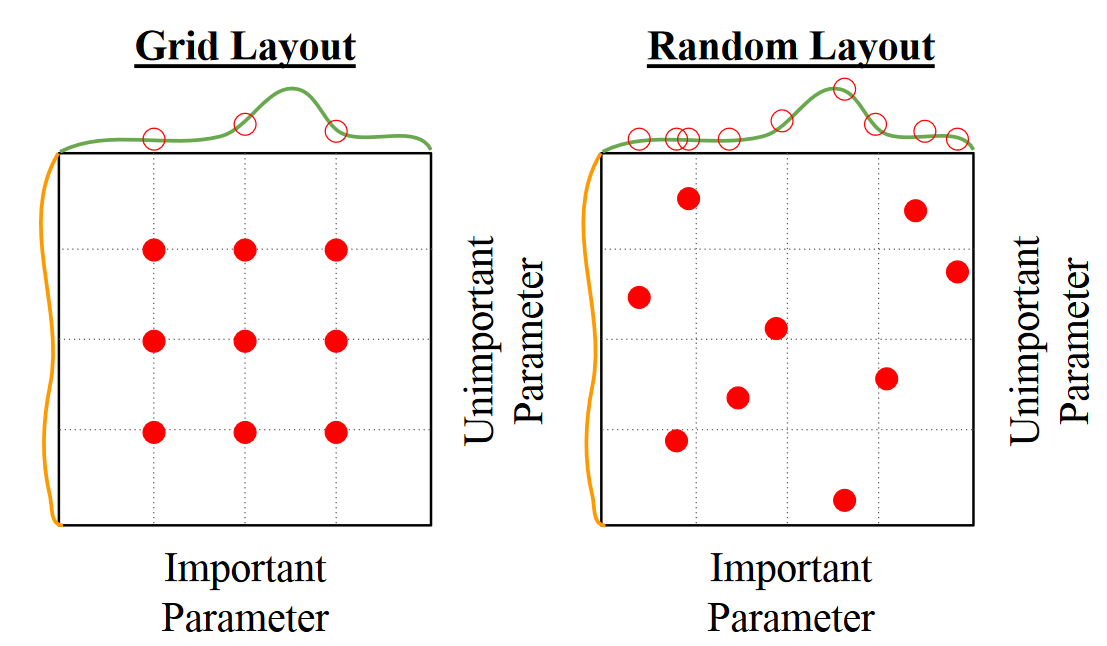 Grid Layout
Unimportant
Parameter
Important
Parameter
Random Layout
Unimportant
Parameter
Important
Parameter